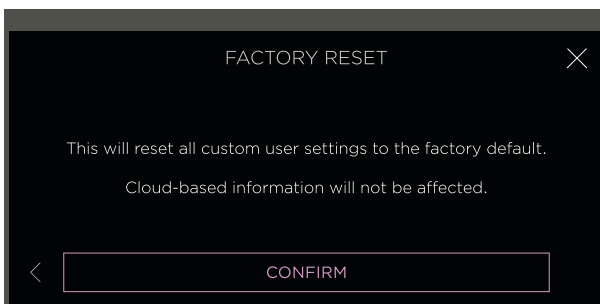 FACTORY RESET
This will reset all custom user settings to the factory default.
Cloud-based information will not be affected.
CONFIRM